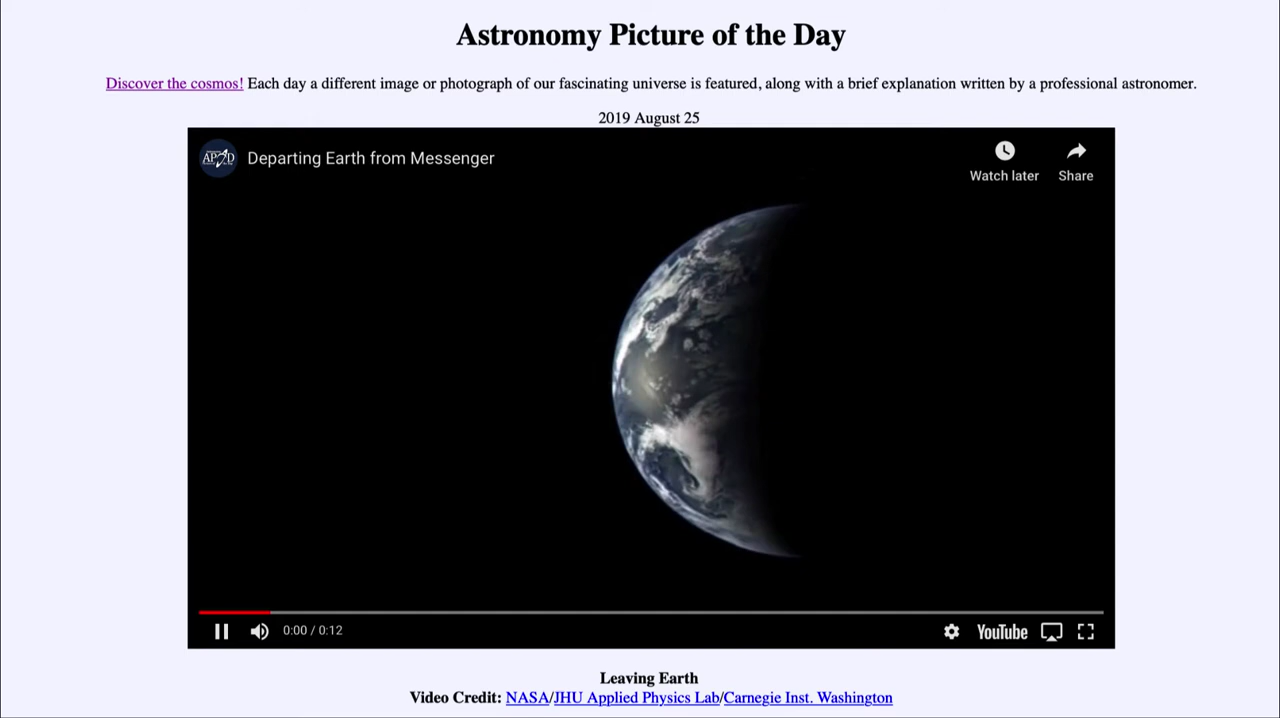 Astronomy Picture of the Day
Discover the cosmos! Each day a different image or photograph of our fascinating universe is featured, along with a brief explanation written by a professional astronomer.
2019 August 25
APOD Departing Earth from Messenger
Watch later Share
0:00 / 0:12
YouTube
Leaving Earth
Video Credit: NASA/JHU Applied Physics Lab/Carnegie Inst. Washington